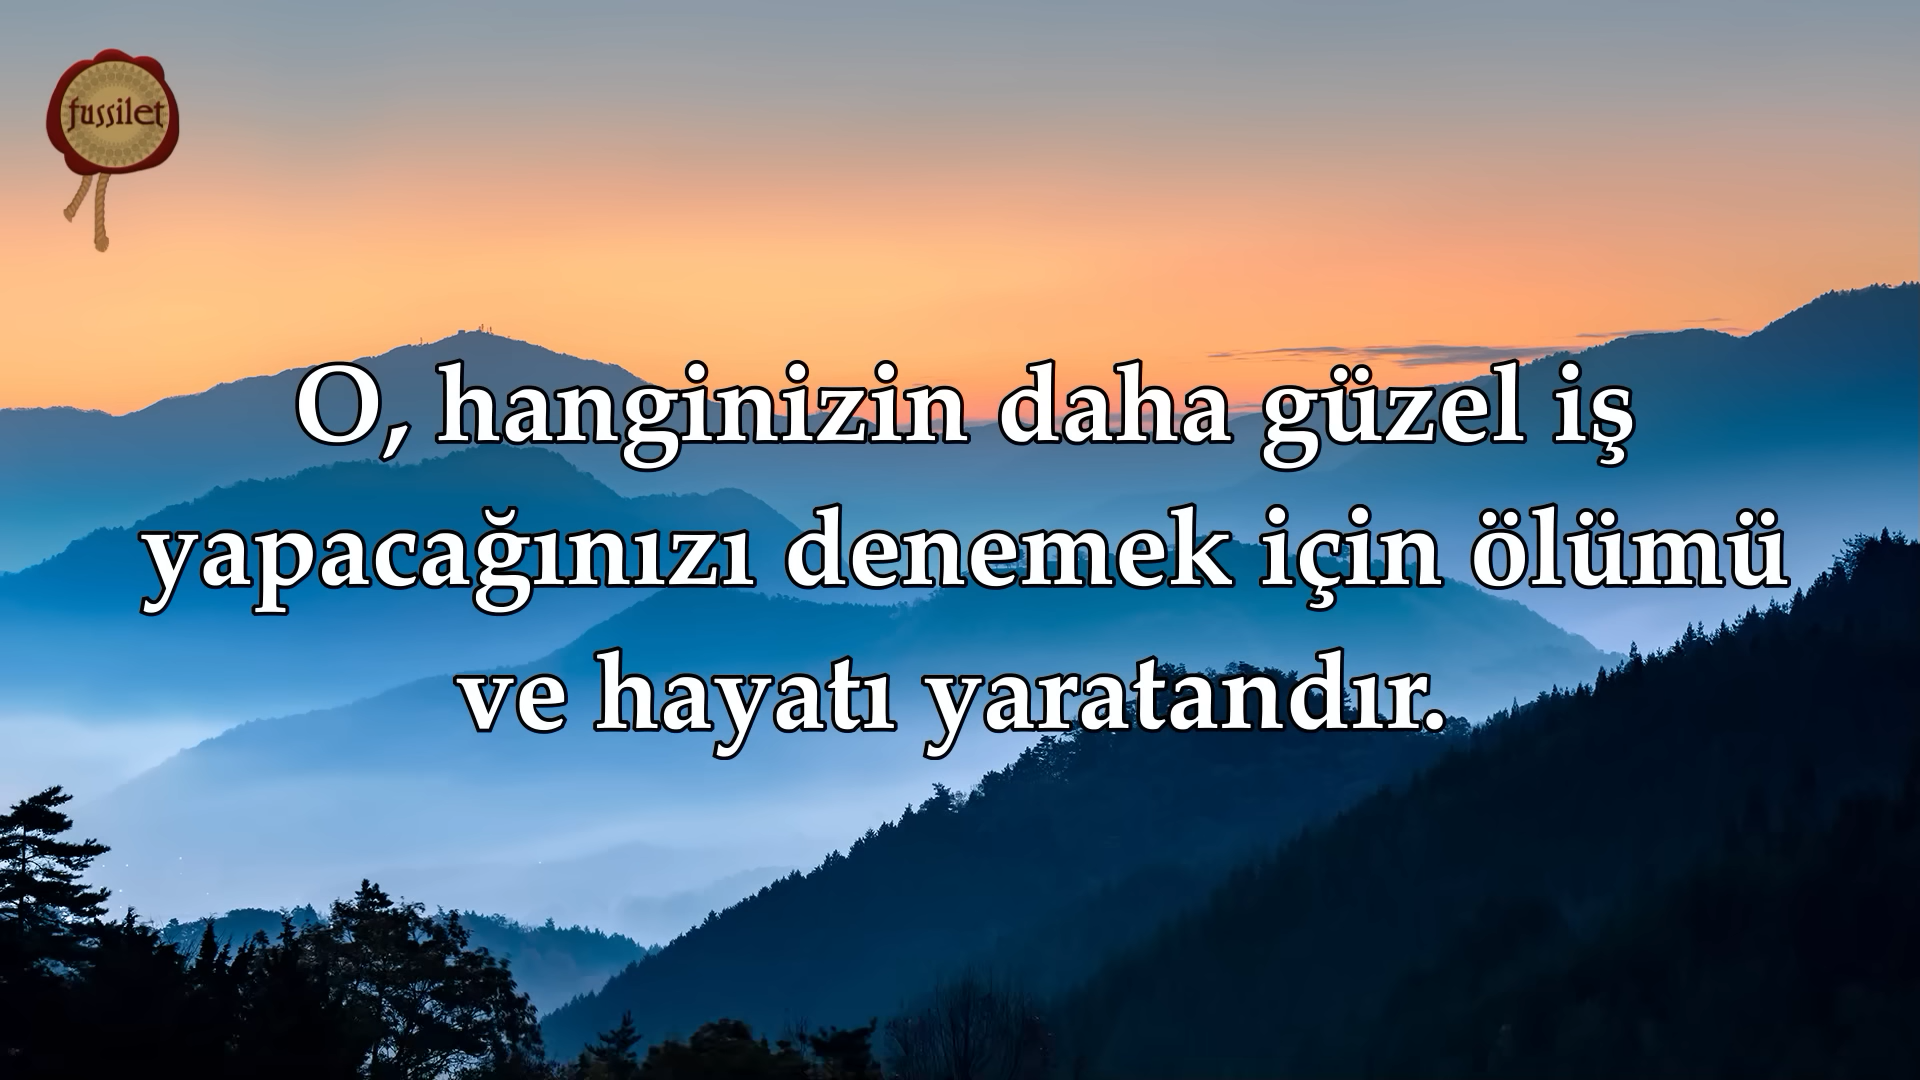 fussilet
O, hanginizin daha güzel iş
yapacağınızı denemek için ölümü
ve hayatı yaratandır.